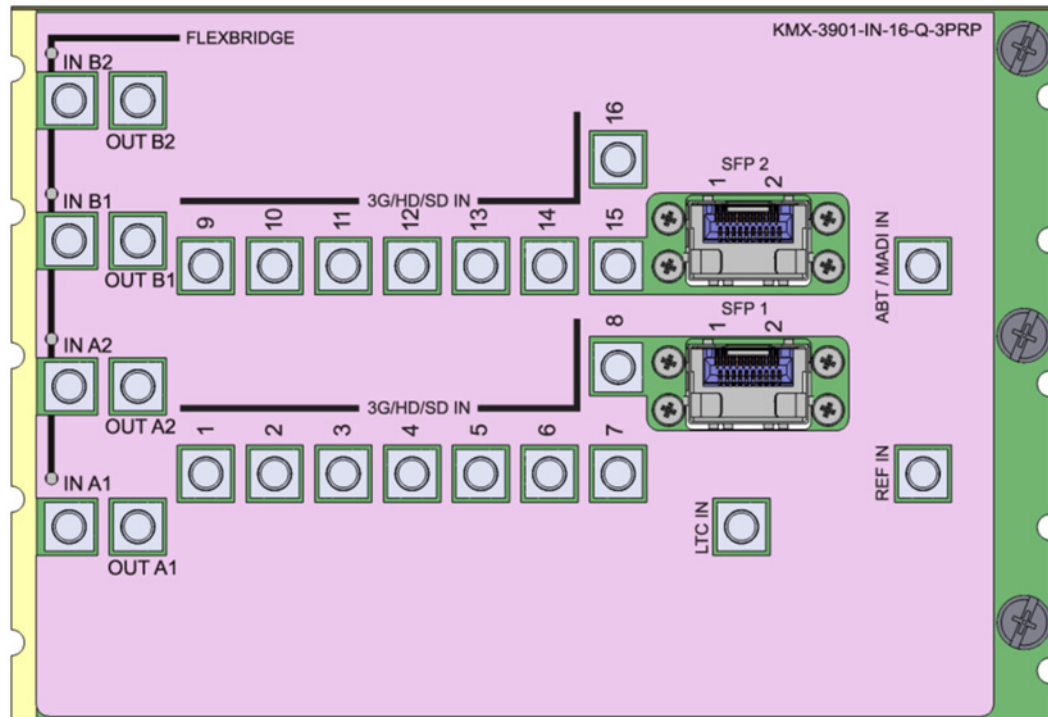 FLEXBRIDGE
KMX-3901-IN-16-Q-3PRP
IN B2
OUT B2
16
SFP 2
1 2
3G/HD/SD IN
IN B1
OUT B1
9 10 11 12 13 14 15
ABT / MADI IN
SFP 1
1 2
8
IN A2
OUT A2
3G/HD/SD IN
1 2 3 4 5 6 7
REF IN
IN A1
OUT A1
LTC IN